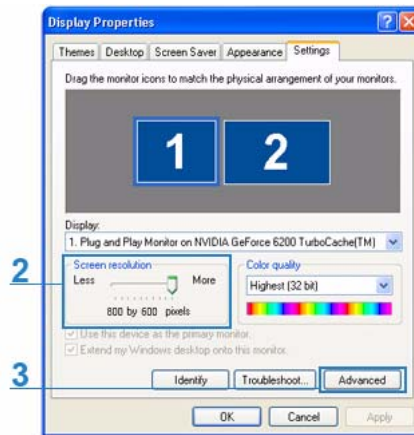 Display Properties
Themes Desktop Screen Saver Appearance Settings
Drag the monitor icons to match the physical arrangement of your monitors.
1 2
Display:
1. Plug and Play Monitor on NVIDIA GeForce 6200 TurboCache(TM)
2
Screen resolution
Less More
800 by 600 pixels
Color quality
Highest (32 bit)
Use this device as the primary monitor.
Extend my Windows desktop onto this monitor.
3
Identify Troubleshoot... Advanced
OK Cancel Apply